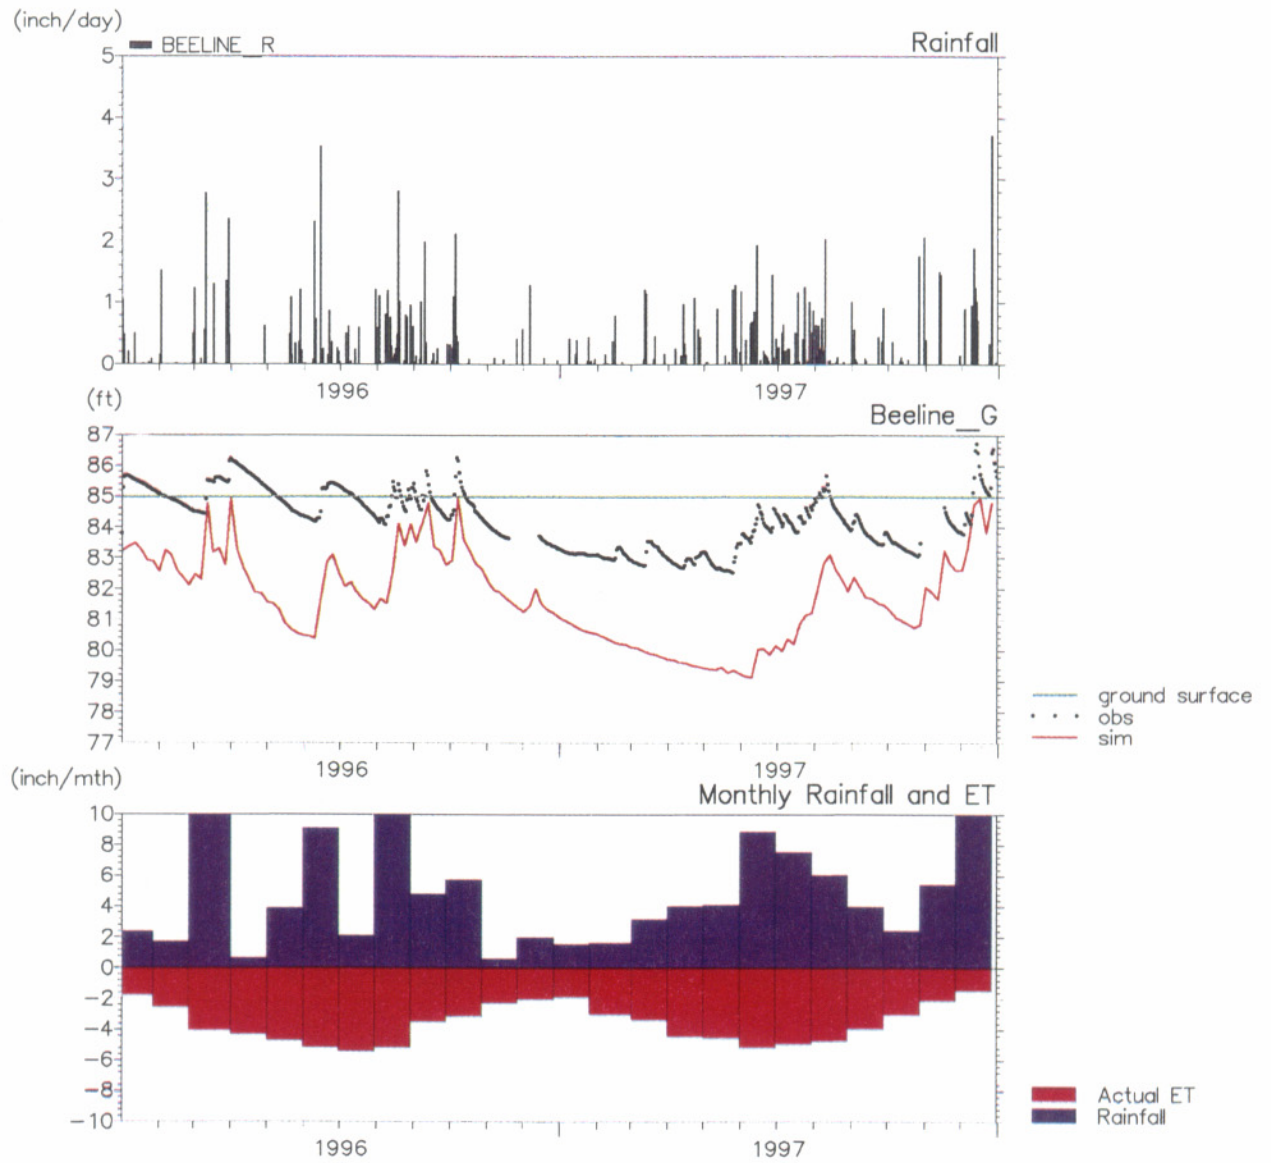 (inch/day)
BEELINE_R
Rainfall
5
4
3
2
1
0
1996
1997
(ft)
Beeline_G
87
86
85
84
83
82
81
80
79
78
77
1996
1997
ground surface
obs
sim
(inch/mth)
Monthly Rainfall and ET
10
8
6
4
2
0
-2
-4
-6
-8
-10
1996
1997
Actual ET
Rainfall